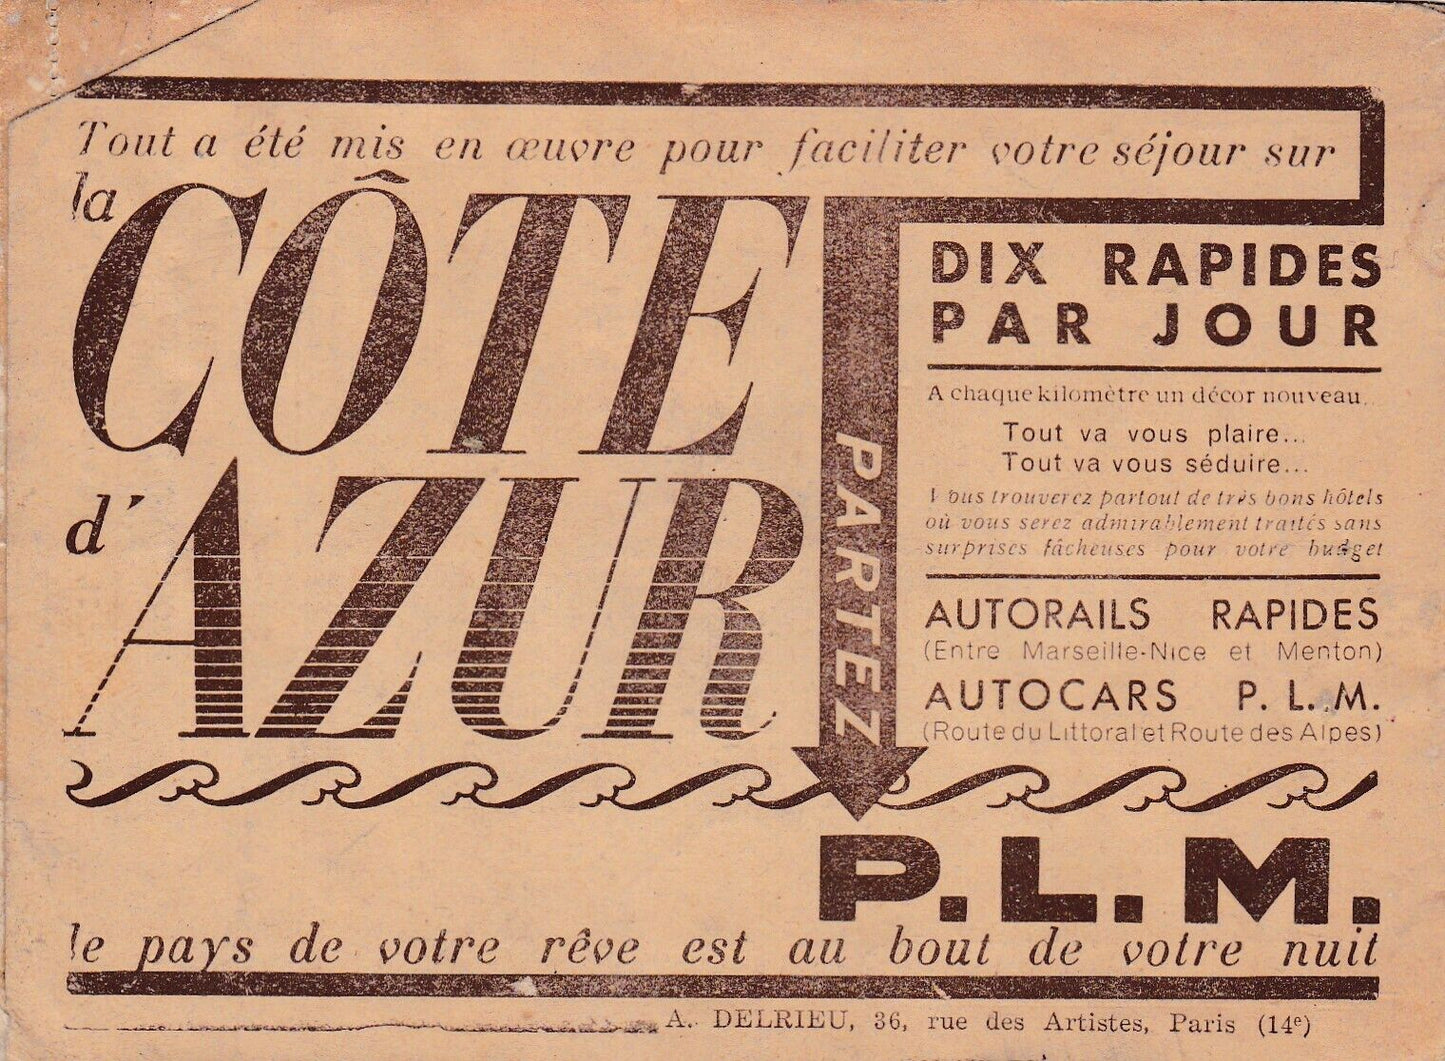 Tout a été mis en œuvre pour faciliter votre séjour sur
la CÔTE
d'AZUR
PARTEZ
DIX RAPIDES
PAR JOUR
A chaque kilomètre un décor nouveau..
Tout va vous plaire...
Tout va vous séduire...
Vous trouverez partout de très bons hôtels
où vous serez admirablement traités sans
surprises fâcheuses pour votre budget
AUTORAILS RAPIDES
(Entre Marseille-Nice et Menton)
AUTOCARS P. L. M.
(Route du Littoral et Route des Alpes)
P.L.M.
le pays de votre rêve est au bout de votre nuit
A. DELRIEU, 36, rue des Artistes, Paris (14e)